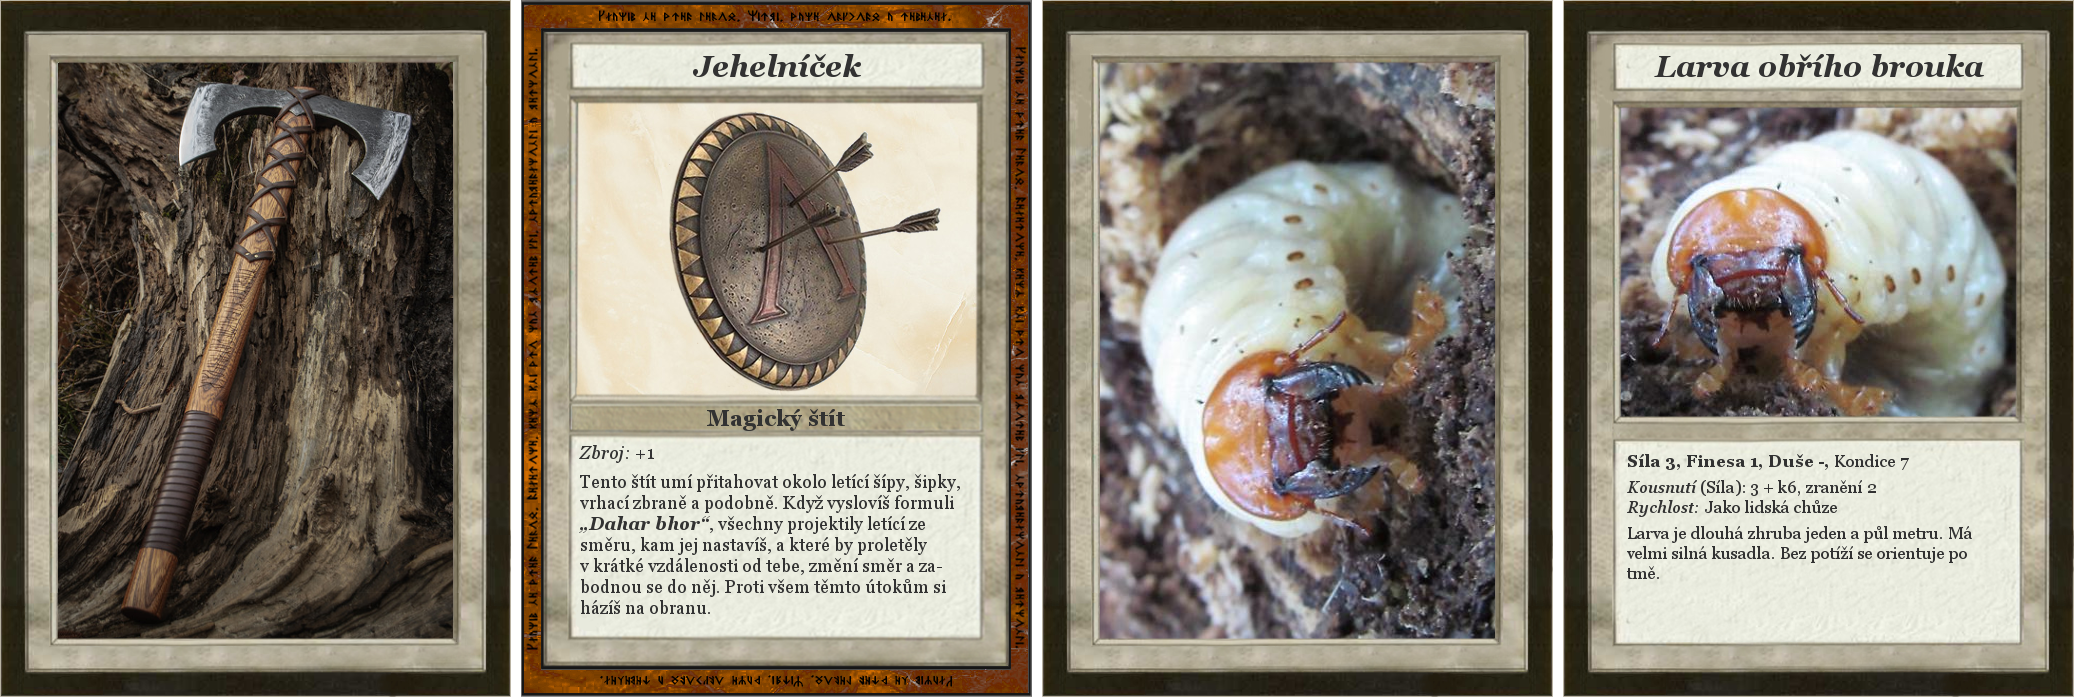 Jehelníček
Magický štít
Zbroj: +1
Tento štít umí přitahovat okolo letící šípy, šipky,
vrhací zbraně a podobně. Když vyslovíš formuli
„Dahar bhor“, všechny projektily letící ze
směru, kam jej nastavíš, a které by proletěly
v krátké vzdálenosti od tebe, změní směr a za-
bodnou se do něj. Proti všem těmto útokům si
házíš na obranu.
Larva obřího brouka
Síla 3, Finesa 1, Duše -, Kondice 7
Kousnutí (Síla): 3 + k6, zranění 2
Rychlost: Jako lidská chůze
Larva je dlouhá zhruba jeden a půl metru. Má
velmi silná kusadla. Bez potíží se orientuje po
tmě.